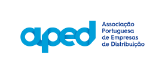 aped
Associação
Portuguesa
de Empresas
de Distribuição